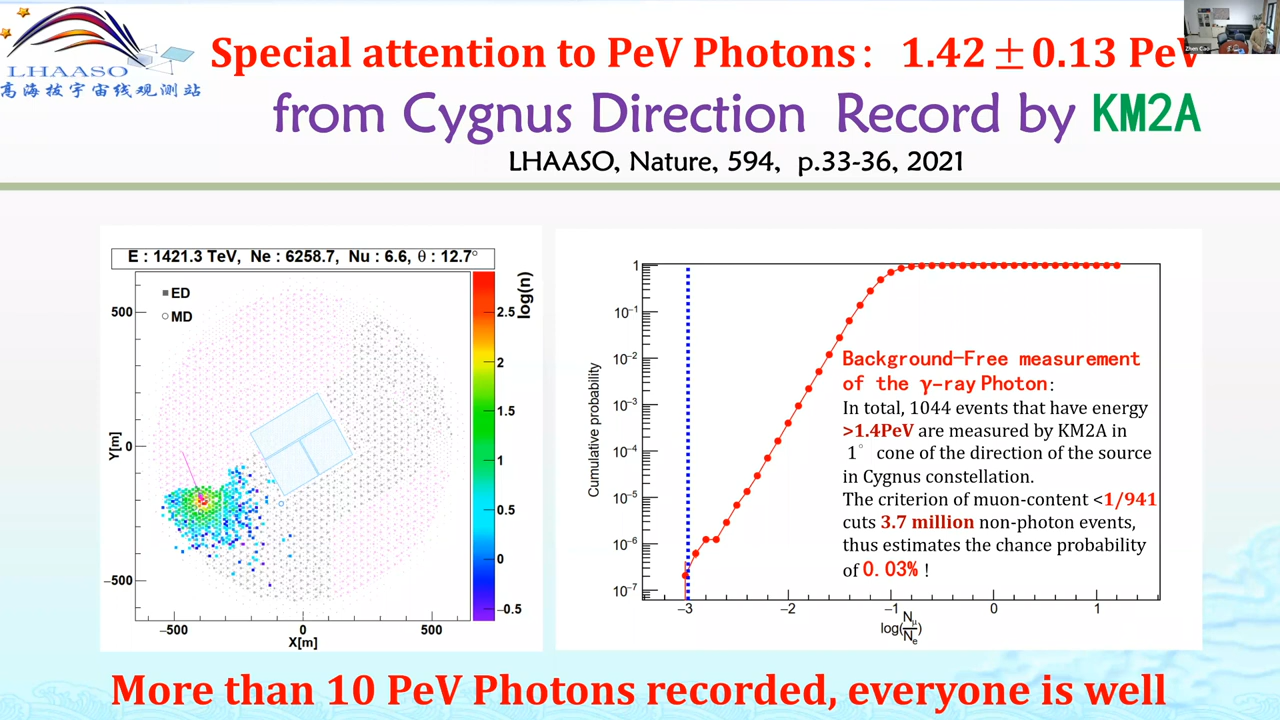 LHAASO
高海拔宇宙线观测站
Special attention to PeV Photons: 1.42±0.13 PeV
from Cygnus Direction Record by KM2A
LHAASO, Nature, 594, p.33-36, 2021
Zhen Cao
E : 1421.3 TeV, Ne : 6258.7, Nu : 6.6, θ : 12.7°
ED
MD
log(n)
2.5
2
1.5
1
0.5
0
−0.5
500
0
−500
Y[m]
−500
0
500
X[m]
Cumulative probability
1
10⁻¹
10⁻²
10⁻³
10⁻⁴
10⁻⁵
10⁻⁶
10⁻⁷
−3
−2
−1
0
1
log(Nμ/Ne)
Background-Free measurement
of the γ-ray Photon:
In total, 1044 events that have energy
>1.4PeV are measured by KM2A in
1° cone of the direction of the source
in Cygnus constellation.
The criterion of muon-content <1/941
cuts 3.7 million non-photon events,
thus estimates the chance probability
of 0.03% !
More than 10 PeV Photons recorded, everyone is well